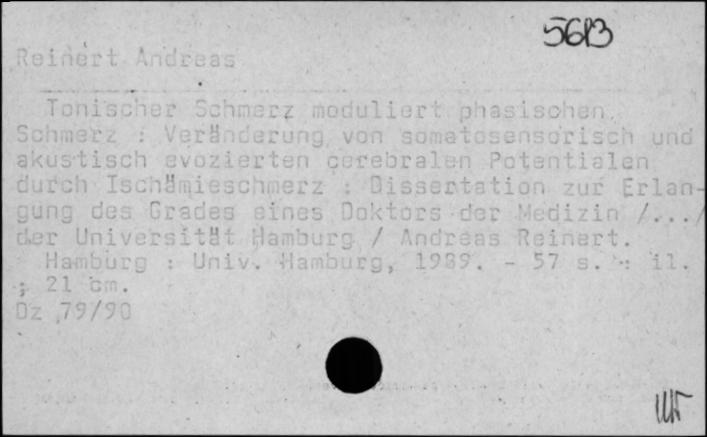 5613
Reinert Andreas
Tonischer Schmerz moduliert phasischen
Schmerz : Veränderung von somatosensorisch und
akustisch evozierten cerebralen Potentialen
durch Ischämieschmerz : Dissertation zur Erlan-
gung des Grades eines Doktors der Medizin /.../
der Universität Hamburg / Andreas Reinert.
Hamburg : Univ. Hamburg, 1989. - 57 s. : il.
; 21 cm.
Dz 79/90